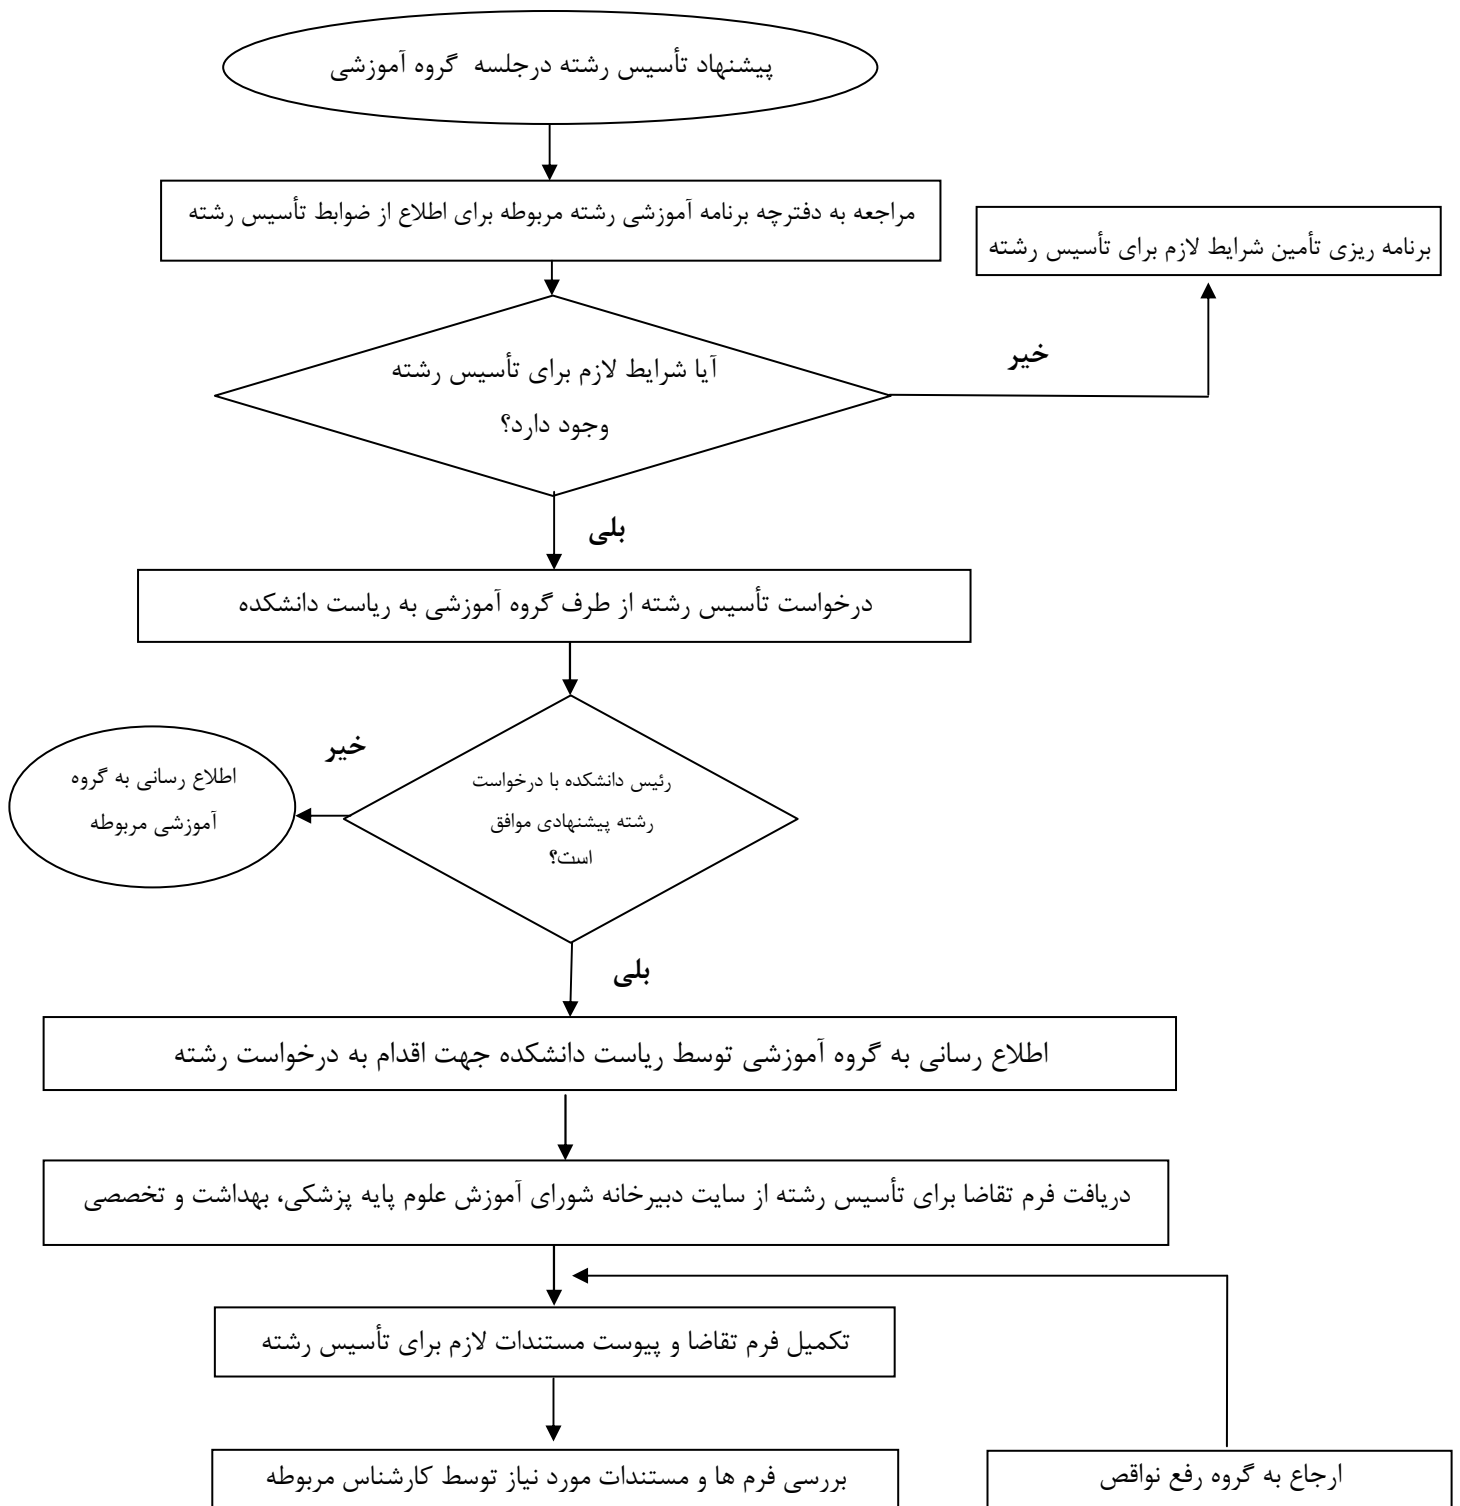 پیشنهاد تأسیس رشته درجلسه گروه آموزشی
مراجعه به دفترچه برنامه آموزشی رشته مربوطه برای اطلاع از ضوابط تأسیس رشته
برنامه ریزی تأمین شرایط لازم برای تأسیس رشته
آیا شرایط لازم برای تأسیس رشته
وجود دارد؟
خیر
بلی
درخواست تأسیس رشته از طرف گروه آموزشی به ریاست دانشکده
رئیس دانشکده با درخواست
رشته پیشنهادی موافق
است؟
خیر
اطلاع رسانی به گروه
آموزشی مربوطه
بلی
اطلاع رسانی به گروه آموزشی توسط ریاست دانشکده جهت اقدام به درخواست رشته
دریافت فرم تقاضا برای تأسیس رشته از سایت دبیرخانه شورای آموزش علوم پایه پزشکی، بهداشت و تخصصی
تکمیل فرم تقاضا و پیوست مستندات لازم برای تأسیس رشته
ارجاع به گروه رفع نواقص
بررسی فرم ها و مستندات مورد نیاز توسط کارشناس مربوطه